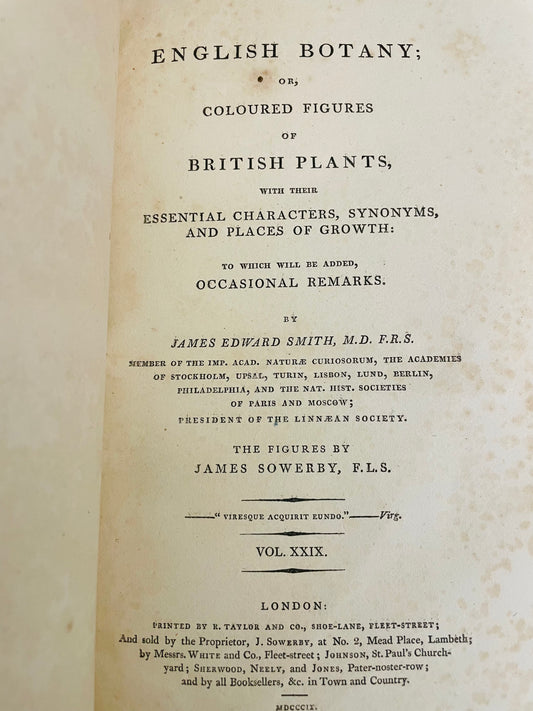 ENGLISH BOTANY;
OR,
COLOURED FIGURES
OF
BRITISH PLANTS,
WITH THEIR
ESSENTIAL CHARACTERS, SYNONYMS,
AND PLACES OF GROWTH:
TO WHICH WILL BE ADDED,
OCCASIONAL REMARKS.
BY
JAMES EDWARD SMITH, M.D. F.R.S.
MEMBER OF THE IMP. ACAD. NATURÆ CURIOSORUM, THE ACADEMIES
OF STOCKHOLM, UPSAL, TURIN, LISBON, LUND, BERLIN,
PHILADELPHIA, AND THE NAT. HIST. SOCIETIES
OF PARIS AND MOSCOW;
PRESIDENT OF THE LINNÆAN SOCIETY.
THE FIGURES BY
JAMES SOWERBY, F.L.S.
——“ VIRESQUE ACQUIRIT EUNDO.”——Virg.
VOL. XXIX.
LONDON:
PRINTED BY R. TAYLOR AND CO., SHOE-LANE, FLEET-STREET;
And sold by the Proprietor, J. SOWERBY, at No. 2, Mead Place, Lambeth;
by Messrs. WHITE and Co., Fleet-street; JOHNSON, St. Paul's Church-
yard; SHERWOOD, NEELY, and JONES, Pater-noster-row;
and by all Booksellers, &c. in Town and Country.
MDCCCIX.